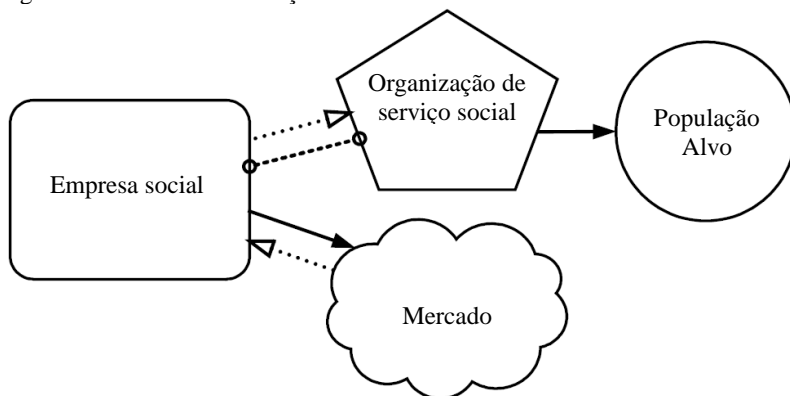 Organização de
serviço social
População
Alvo
Empresa social
Mercado